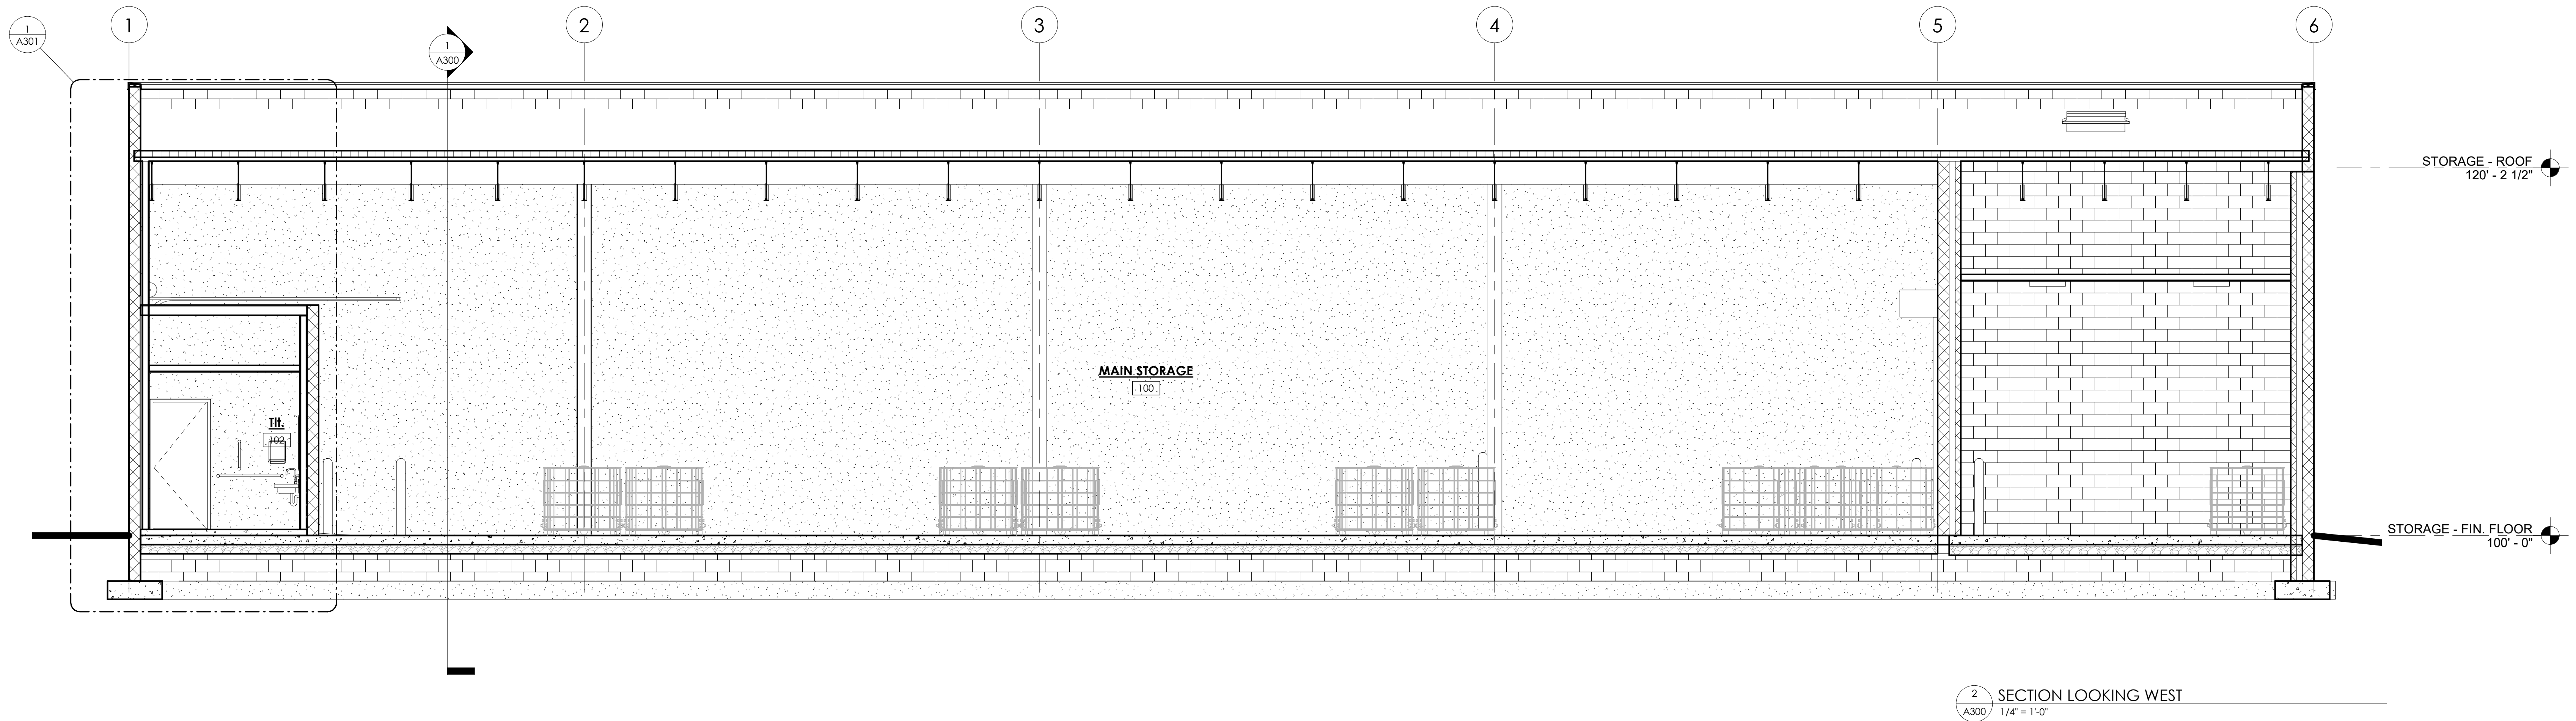 1
A301
1
1
A300
2
3
4
5
6
STORAGE - ROOF
120' - 2 1/2"
MAIN STORAGE
100
Tlt.
102
STORAGE - FIN. FLOOR
100' - 0"
2
A300
SECTION LOOKING WEST
1/4" = 1'-0"